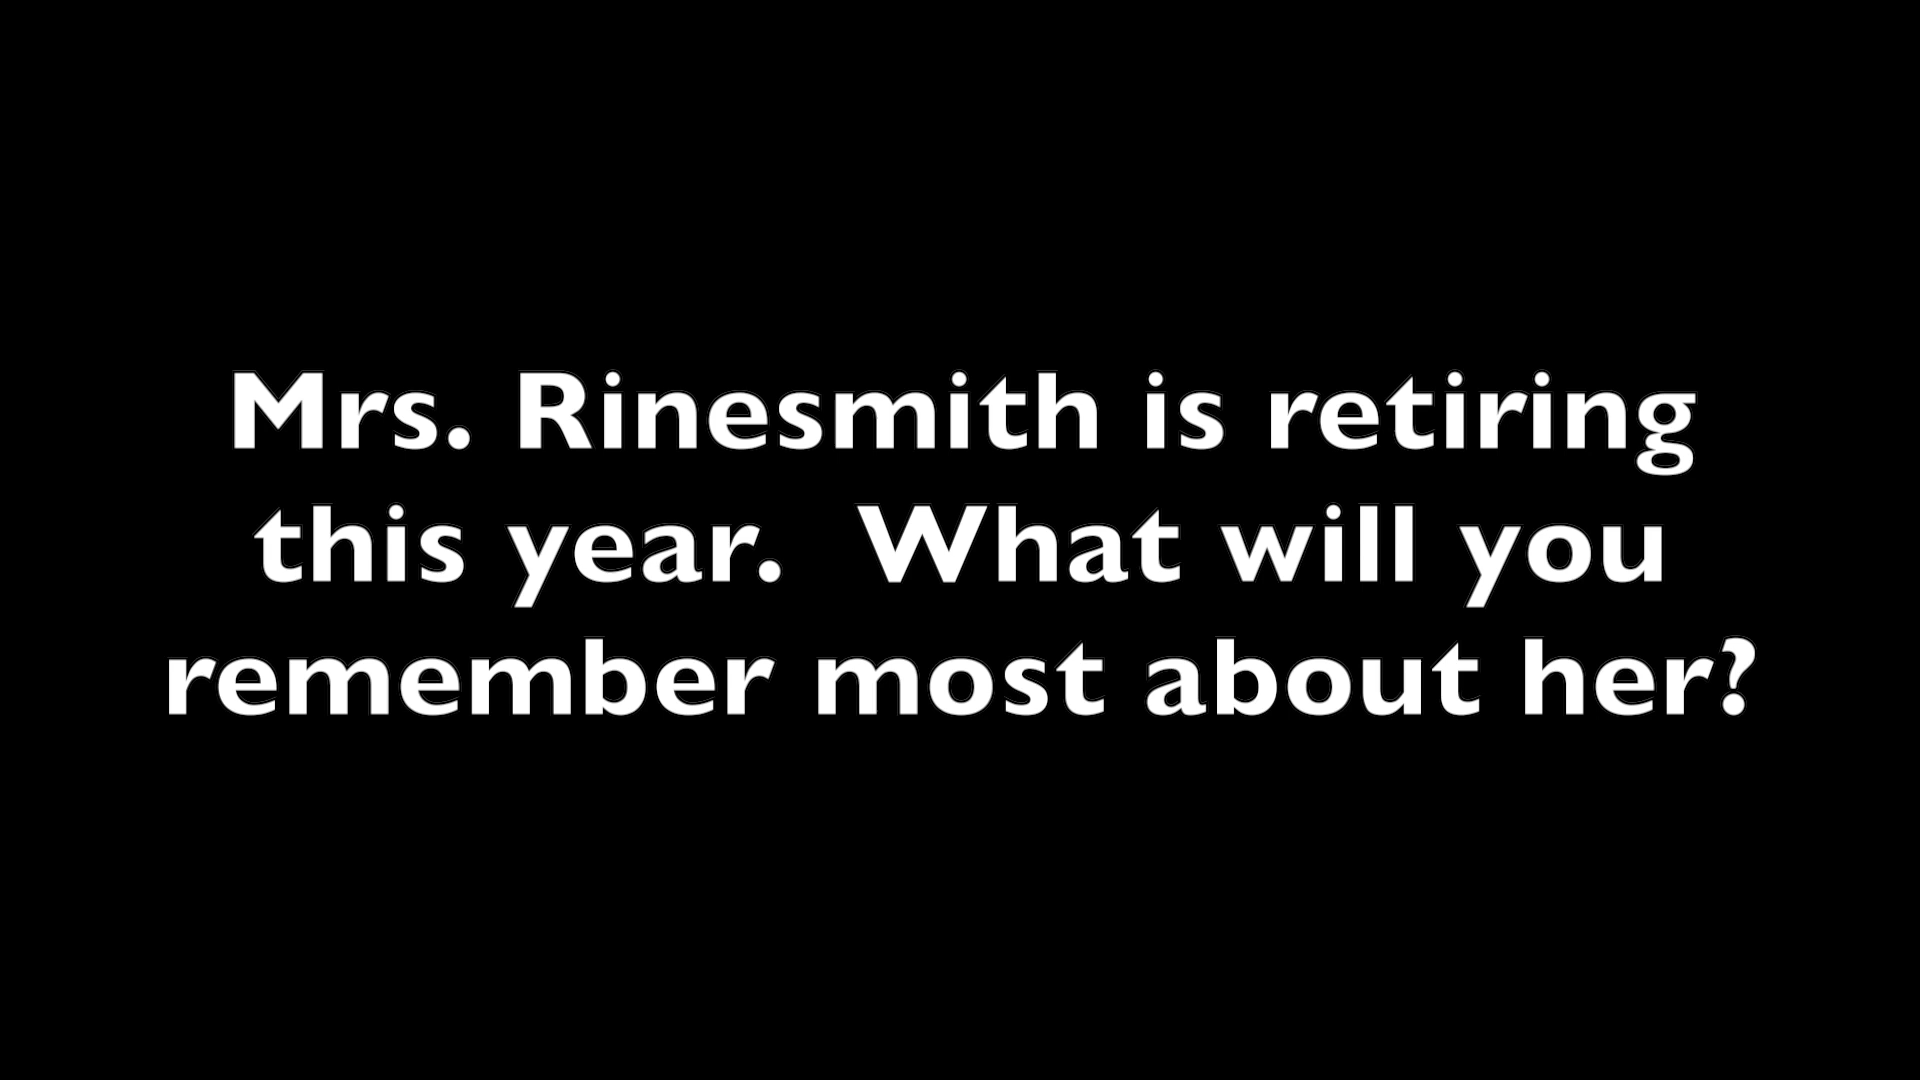 Mrs. Rinesmith is retiring
this year.  What will you
remember most about her?